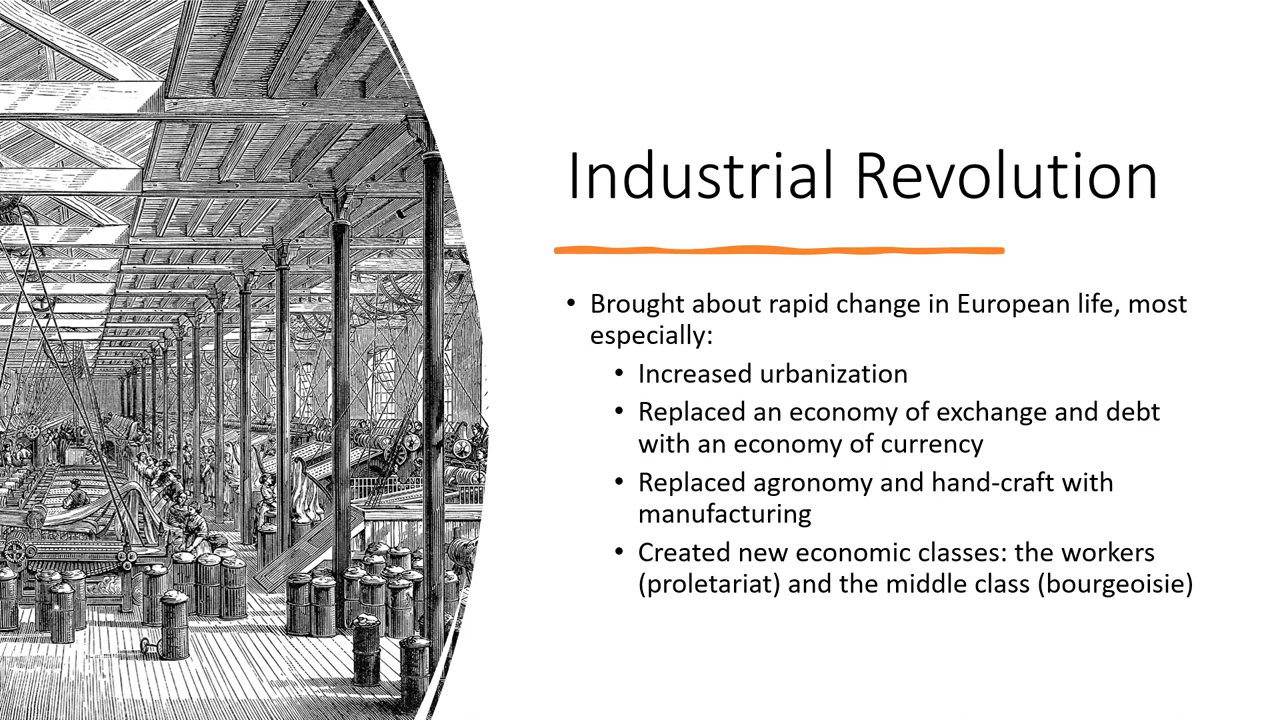 Industrial Revolution
• Brought about rapid change in European life, most
especially:
• Increased urbanization
• Replaced an economy of exchange and debt
with an economy of currency
• Replaced agronomy and hand-craft with
manufacturing
• Created new economic classes: the workers
(proletariat) and the middle class (bourgeoisie)